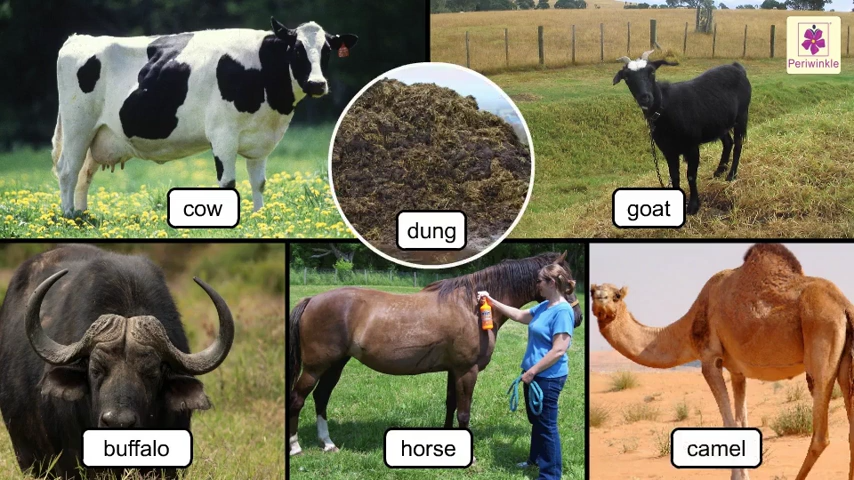 Periwinkle
cow
dung
goat
buffalo
horse
camel